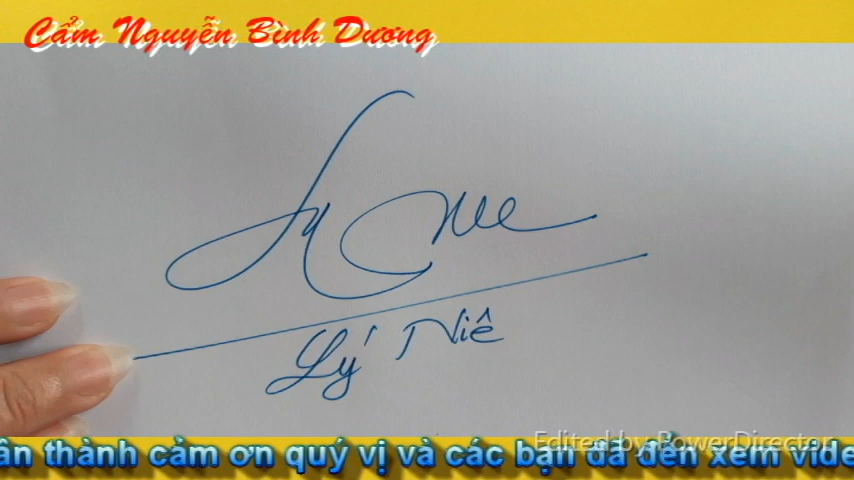 Cẩm Nguyễn Bình Dương
Lý Niê
Edited by PowerDirector
ân thành cảm ơn quý vị và các bạn đã đến xem vide